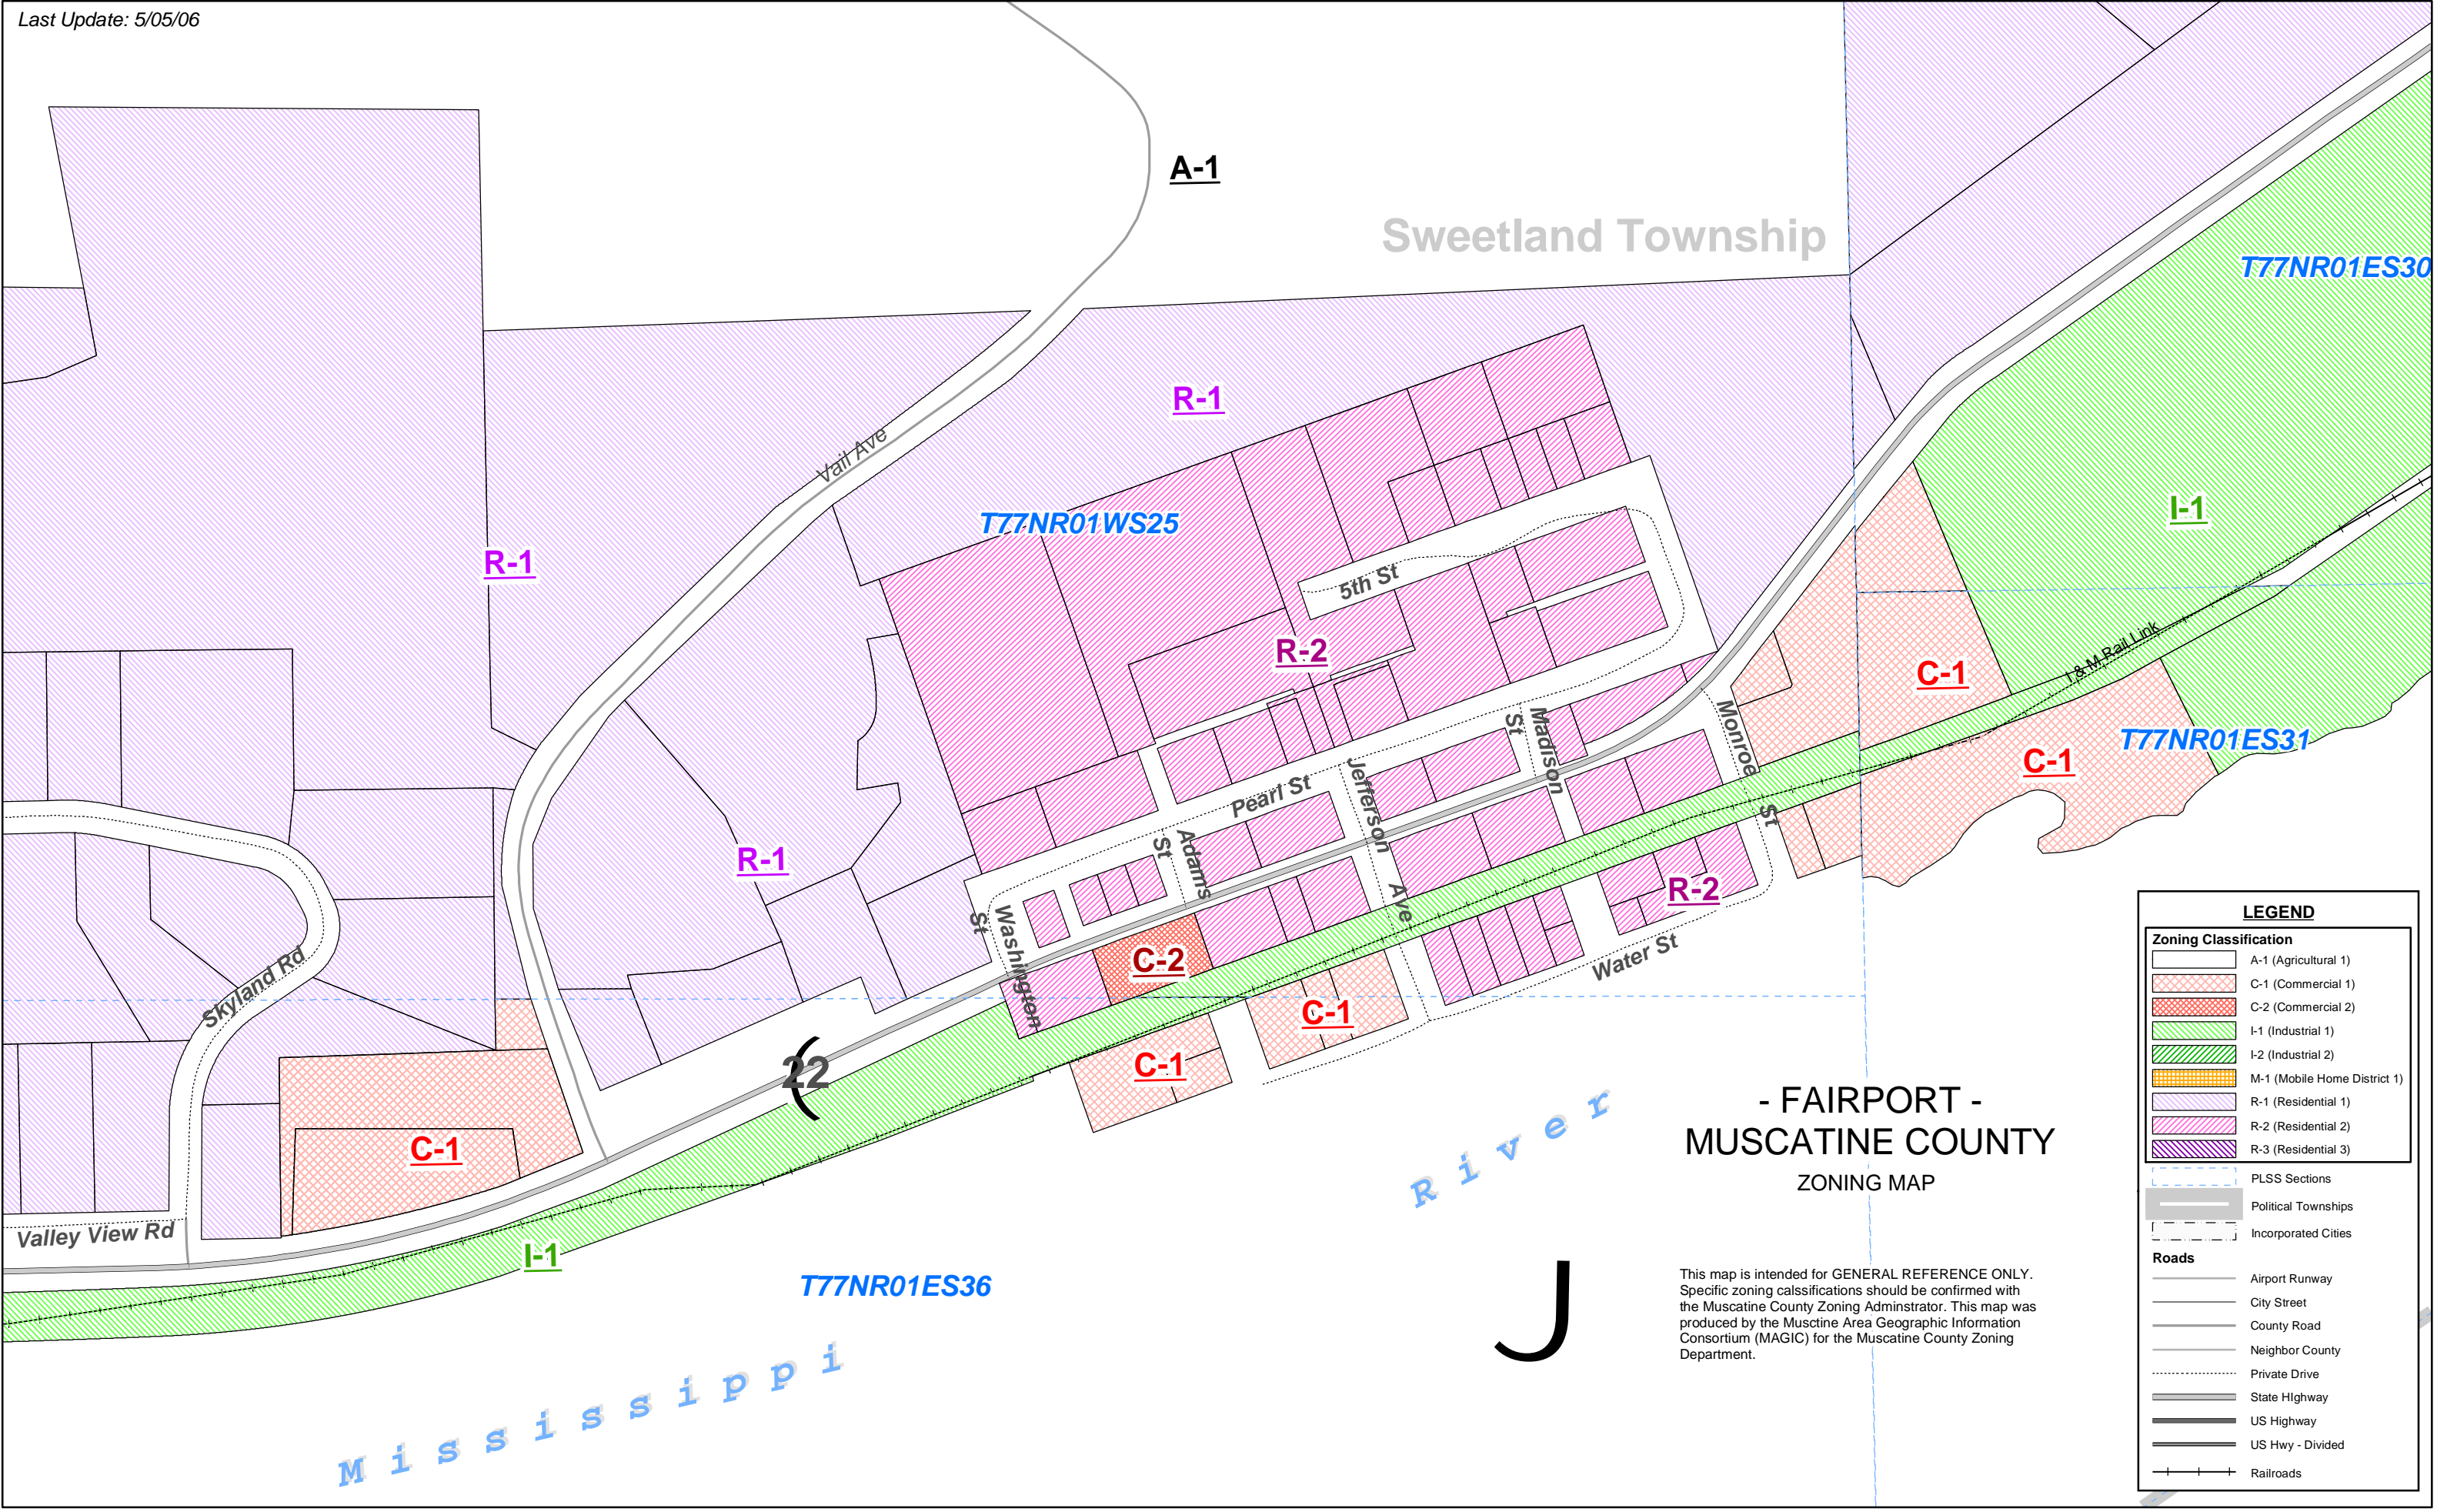 Last Update: 5/05/06
A-1
Sweetland Township
T77NR01ES30
R-1
Vail Ave
T77NR01WS25
I-1
R-1
5th St
R-2
I & M Rail Link
C-1
Monroe St
Madison St
T77NR01ES31
C-1
Pearl St
Jefferson Ave
Adams St
R-1
R-2
Washington St
Water St
C-2
Skyland Rd
C-1
C-1
22
C-1
Valley View Rd
I-1
T77NR01ES36
Mississippi
River
- FAIRPORT -
MUSCATINE COUNTY
ZONING MAP
J
This map is intended for GENERAL REFERENCE ONLY.
Specific zoning calssifications should be confirmed with
the Muscatine County Zoning Adminstrator. This map was
produced by the Musctine Area Geographic Information
Consortium (MAGIC) for the Muscatine County Zoning
Department.
LEGEND
Zoning Classification
A-1 (Agricultural 1)
C-1 (Commercial 1)
C-2 (Commercial 2)
I-1 (Industrial 1)
I-2 (Industrial 2)
M-1 (Mobile Home District 1)
R-1 (Residential 1)
R-2 (Residential 2)
R-3 (Residential 3)
PLSS Sections
Political Townships
Incorporated Cities
Roads
Airport Runway
City Street
County Road
Neighbor County
Private Drive
State HIghway
US Highway
US Hwy - Divided
Railroads